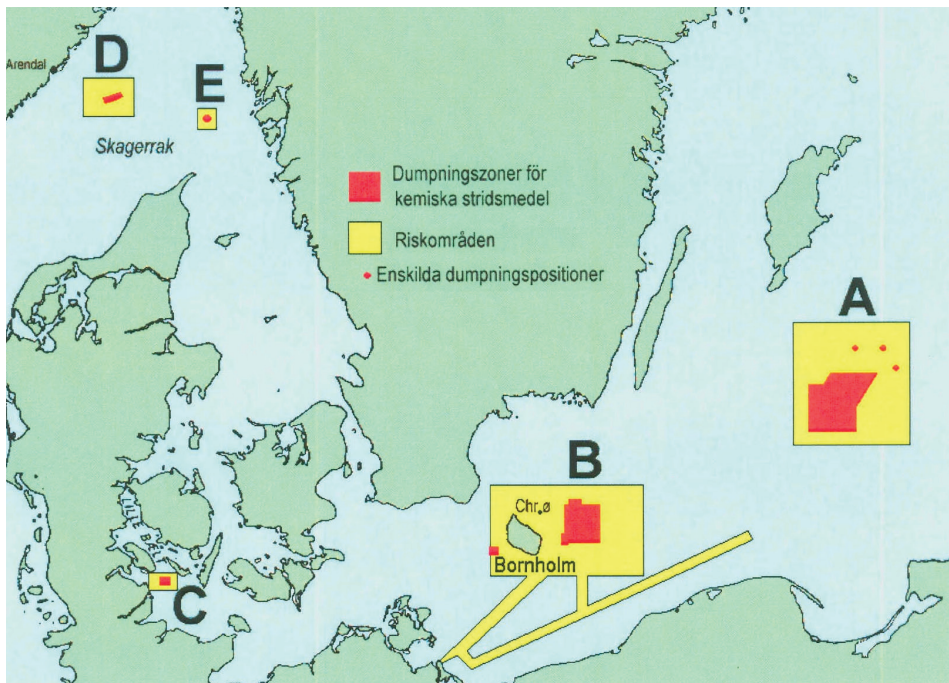 D
Arendal
E
Skagerrak
Dumpningszoner för
kemiska stridsmedel
Riskområden
Enskilda dumpningspositioner
A
B
Chr.ø
Bornholm
C